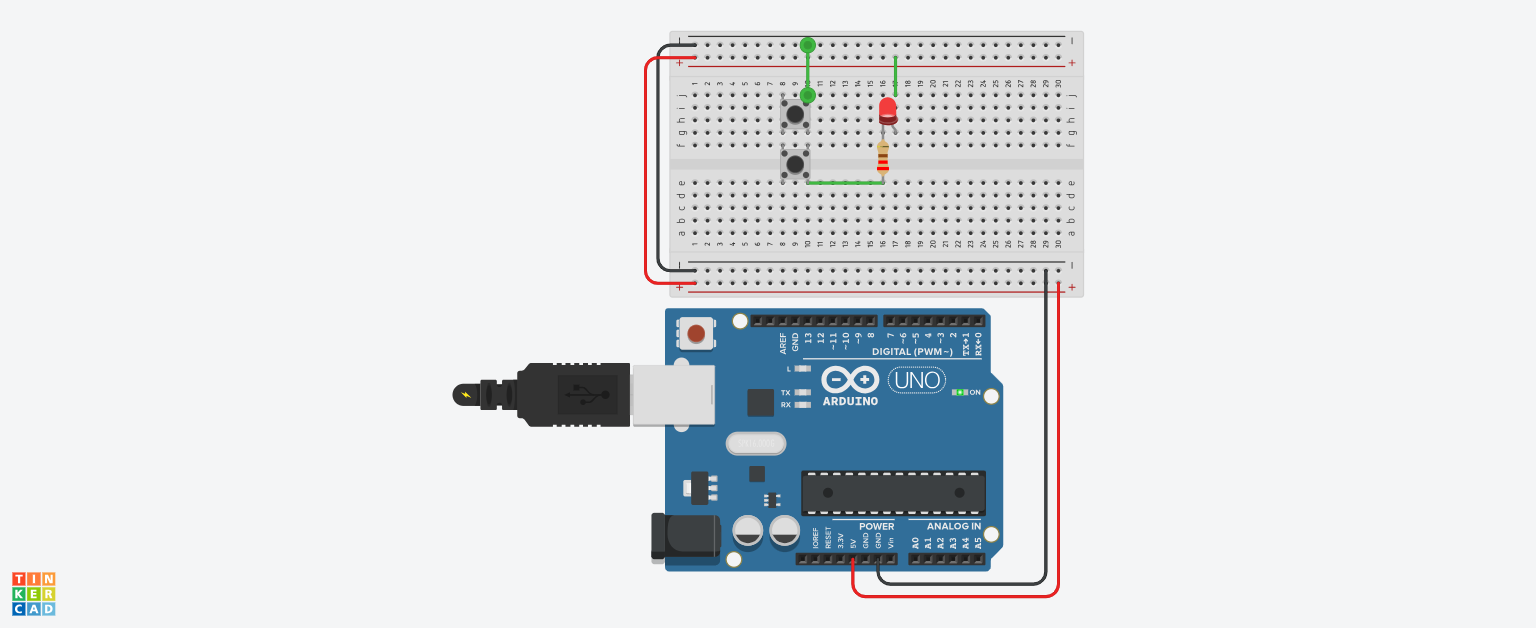 − −
+ +
1 2 3 4 5 6 7 8 9 10 11 12 13 14 15 16 17 18 19 20 21 22 23 24 25 26 27 28 29 30
j j
i i
h h
g g
f f
e e
d d
c c
b b
a a
1 2 3 4 5 6 7 8 9 10 11 12 13 14 15 16 17 18 19 20 21 22 23 24 25 26 27 28 29 30
− −
+ +
AREF GND 13 12 ~11 ~10 ~9 8 7 ~6 ~5 4 ~3 2 TX→1 RX←0
DIGITAL (PWM~)
L
TX
RX
ARDUINO
UNO
ON
POWER ANALOG IN
IOREF RESET 3.3V 5V GND GND Vin A0 A1 A2 A3 A4 A5
TIN
KER
CAD